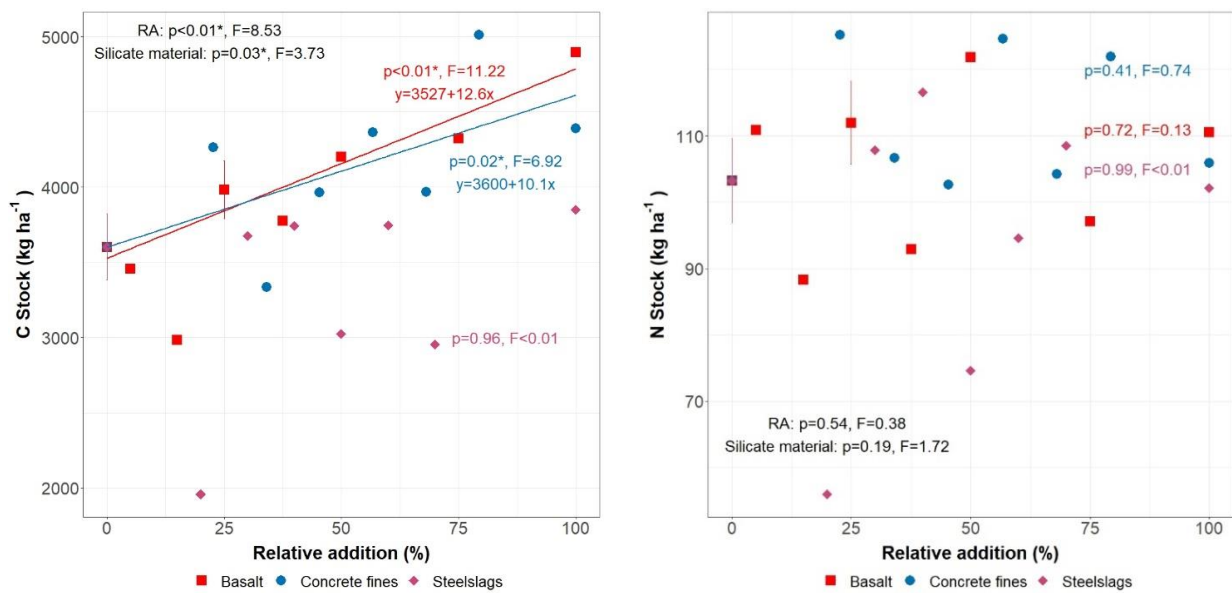 RA: p<0.01*, F=8.53
Silicate material: p=0.03*, F=3.73
p<0.01*, F=11.22
y=3527+12.6x
p=0.02*, F=6.92
y=3600+10.1x
p=0.96, F<0.01
5000
4000
3000
2000
C Stock (kg ha⁻¹)
0
25
50
75
100
Relative addition (%)
Basalt
Concrete fines
Steelslags
p=0.41, F=0.74
p=0.72, F=0.13
p=0.99, F<0.01
RA: p=0.54, F=0.38
Silicate material: p=0.19, F=1.72
110
90
70
N Stock (kg ha⁻¹)
0
25
50
75
100
Relative addition (%)
Basalt
Concrete fines
Steelslags